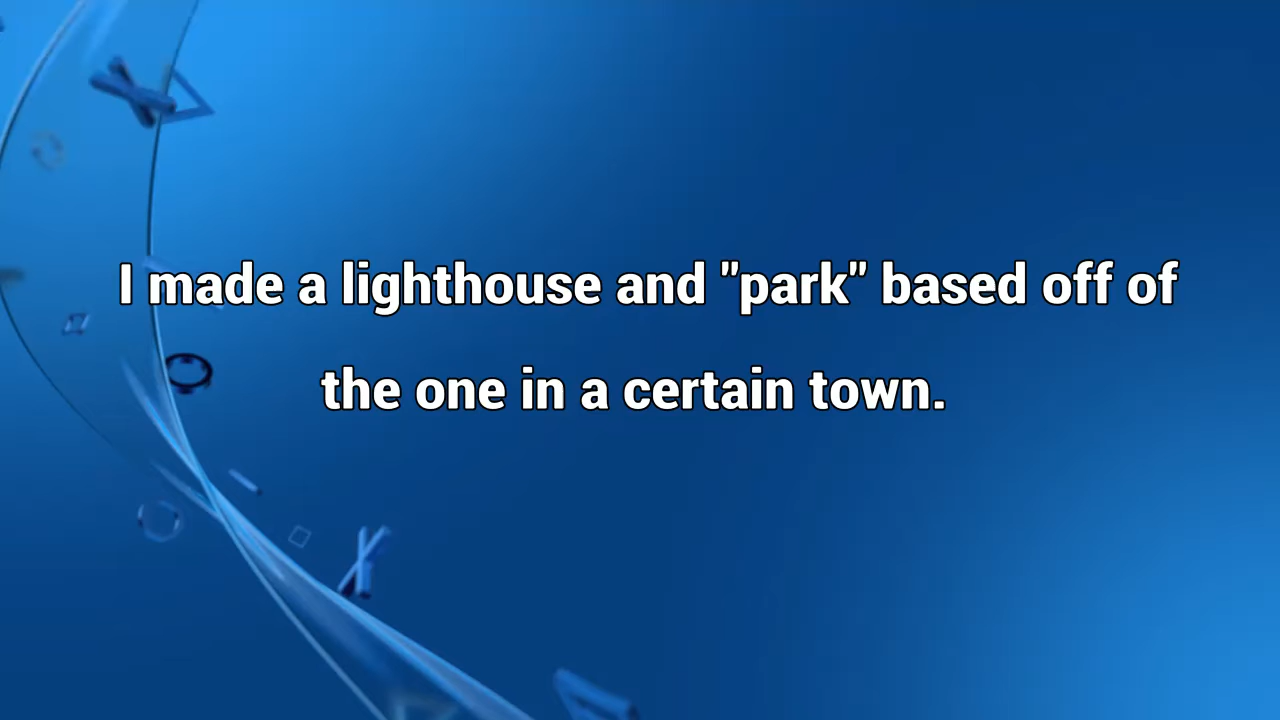 I made a lighthouse and "park" based off of
the one in a certain town.